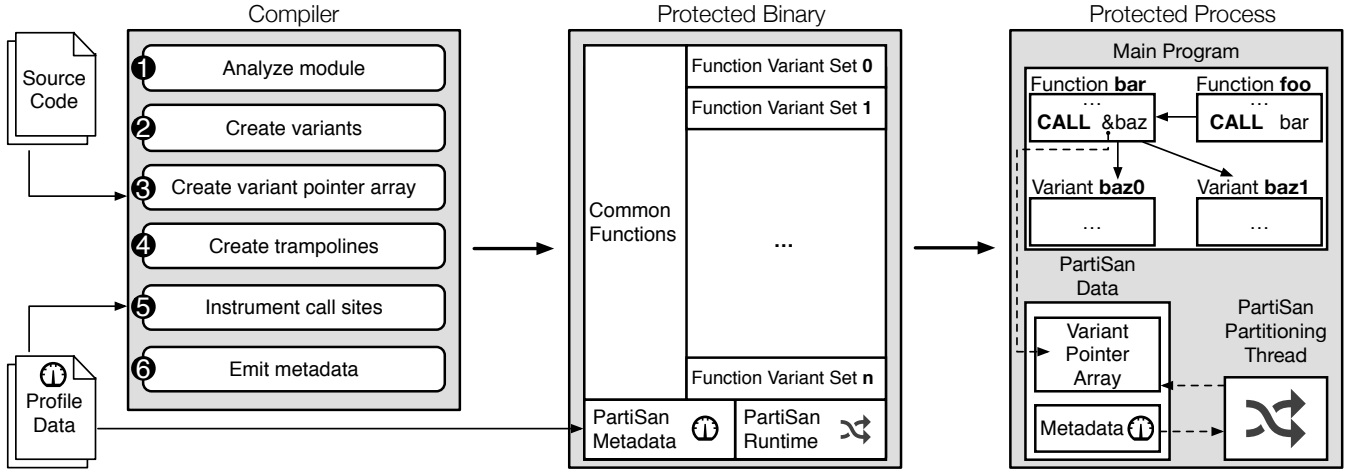 Compiler
Source
Code
1 Analyze module
2 Create variants
3 Create variant pointer array
4 Create trampolines
5 Instrument call sites
6 Emit metadata
Profile
Data
Protected Binary
Common
Functions
Function Variant Set 0
Function Variant Set 1
...
Function Variant Set n
PartiSan
Metadata
PartiSan
Runtime
Protected Process
Main Program
Function bar
...
CALL &baz
Function foo
...
CALL bar
Variant baz0
...
Variant baz1
...
PartiSan
Data
Variant
Pointer
Array
Metadata
PartiSan
Partitioning
Thread